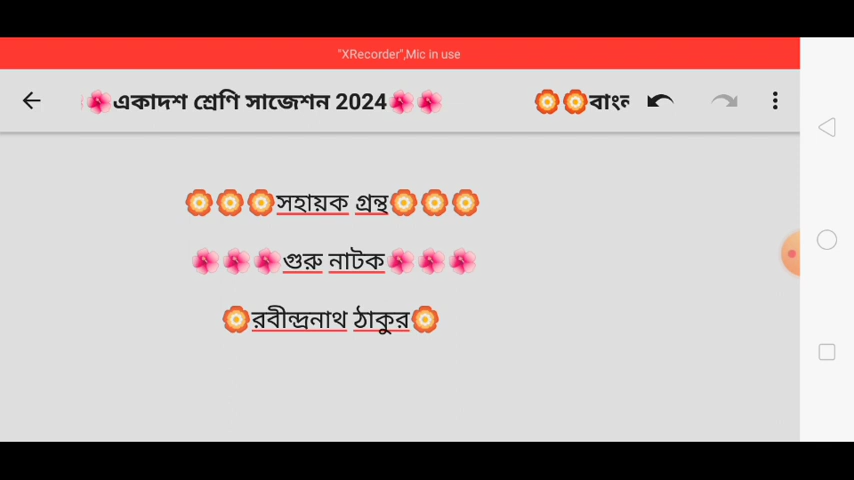 "XRecorder",Mic in use
🌺একাদশ শ্রেণি সাজেশন 2024🌺🌺 🏵️🏵️বাংল
🏵️🏵️🏵️সহায়ক গ্রন্থ🏵️🏵️🏵️
🌺🌺🌺গুরু নাটক🌺🌺🌺
🏵️রবীন্দ্রনাথ ঠাকুর🏵️